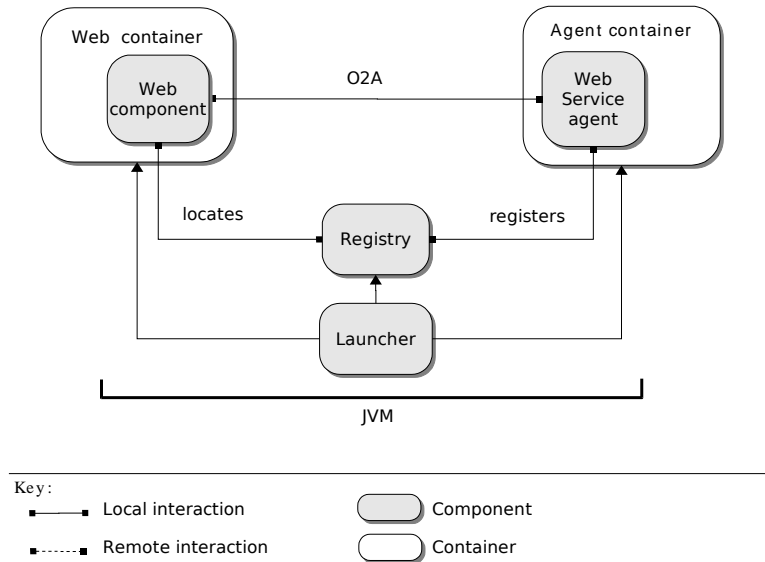 Web container
Agent container
Web
component
O2A
Web
Service
agent
locates
registers
Registry
Launcher
JVM
Key:
Local interaction
Component
Remote interaction
Container